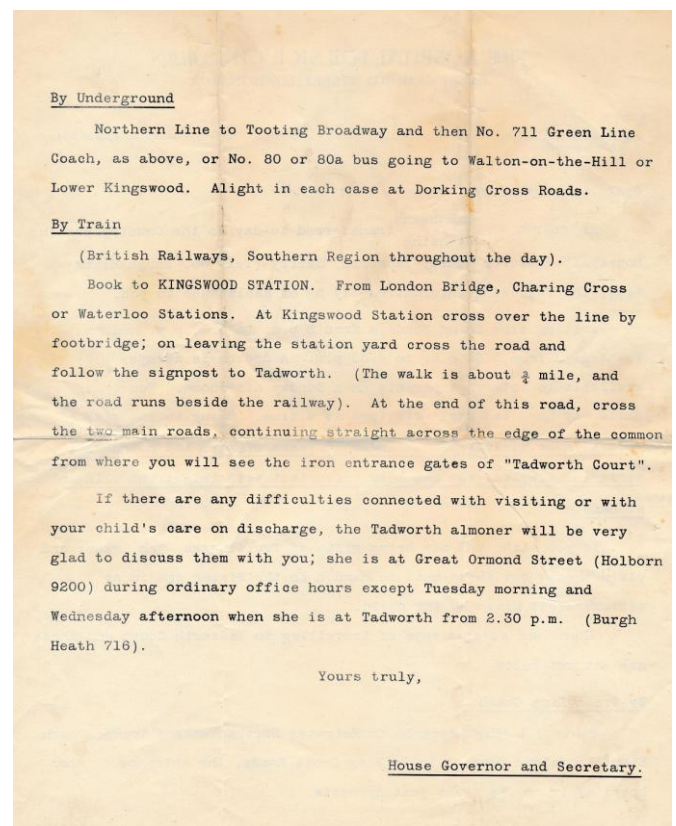 By Underground
Northern Line to Tooting Broadway and then No. 711 Green Line
Coach, as above, or No. 80 or 80a bus going to Walton-on-the-Hill or
Lower Kingswood. Alight in each case at Dorking Cross Roads.
By Train
(British Railways, Southern Region throughout the day).
Book to KINGSWOOD STATION. From London Bridge, Charing Cross
or Waterloo Stations. At Kingswood Station cross over the line by
footbridge; on leaving the station yard cross the road and
follow the signpost to Tadworth. (The walk is about ¾ mile, and
the road runs beside the railway). At the end of this road, cross
the two main roads, continuing straight across the edge of the common
from where you will see the iron entrance gates of "Tadworth Court".
If there are any difficulties connected with visiting or with
your child's care on discharge, the Tadworth almoner will be very
glad to discuss them with you; she is at Great Ormond Street (Holborn
9200) during ordinary office hours except Tuesday morning and
Wednesday afternoon when she is at Tadworth from 2.30 p.m. (Burgh
Heath 716).
Yours truly,
House Governor and Secretary.